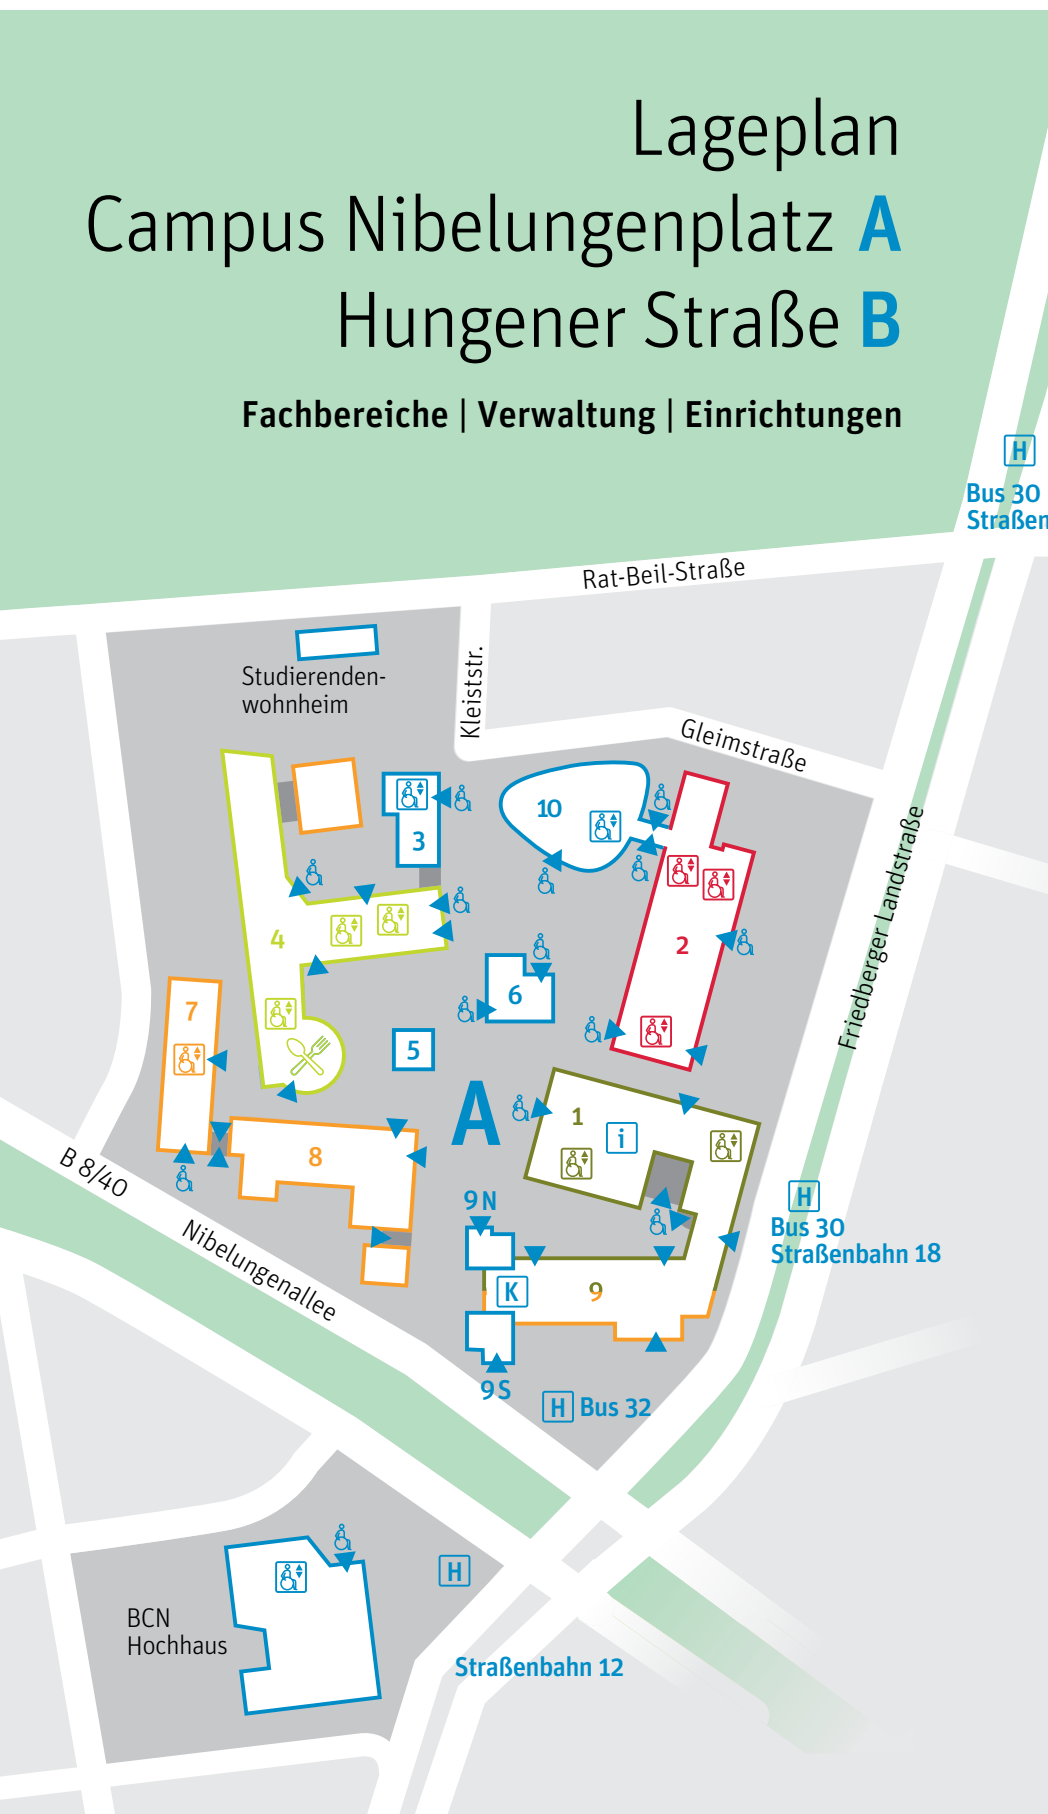 Lageplan
Campus Nibelungenplatz A
Hungener Straße B
Fachbereiche | Verwaltung | Einrichtungen
H
Bus 30
Straßen
Rat-Beil-Straße
Studierenden-
wohnheim
Kleiststr.
Gleimstraße
10
3
4
2
Friedberger Landstraße
6
7
5
A
1
i
8
B 8/40
H
9 N
Bus 30
Straßenbahn 18
Nibelungenallee
K
9
9 S
H Bus 32
H
BCN
Hochhaus
Straßenbahn 12